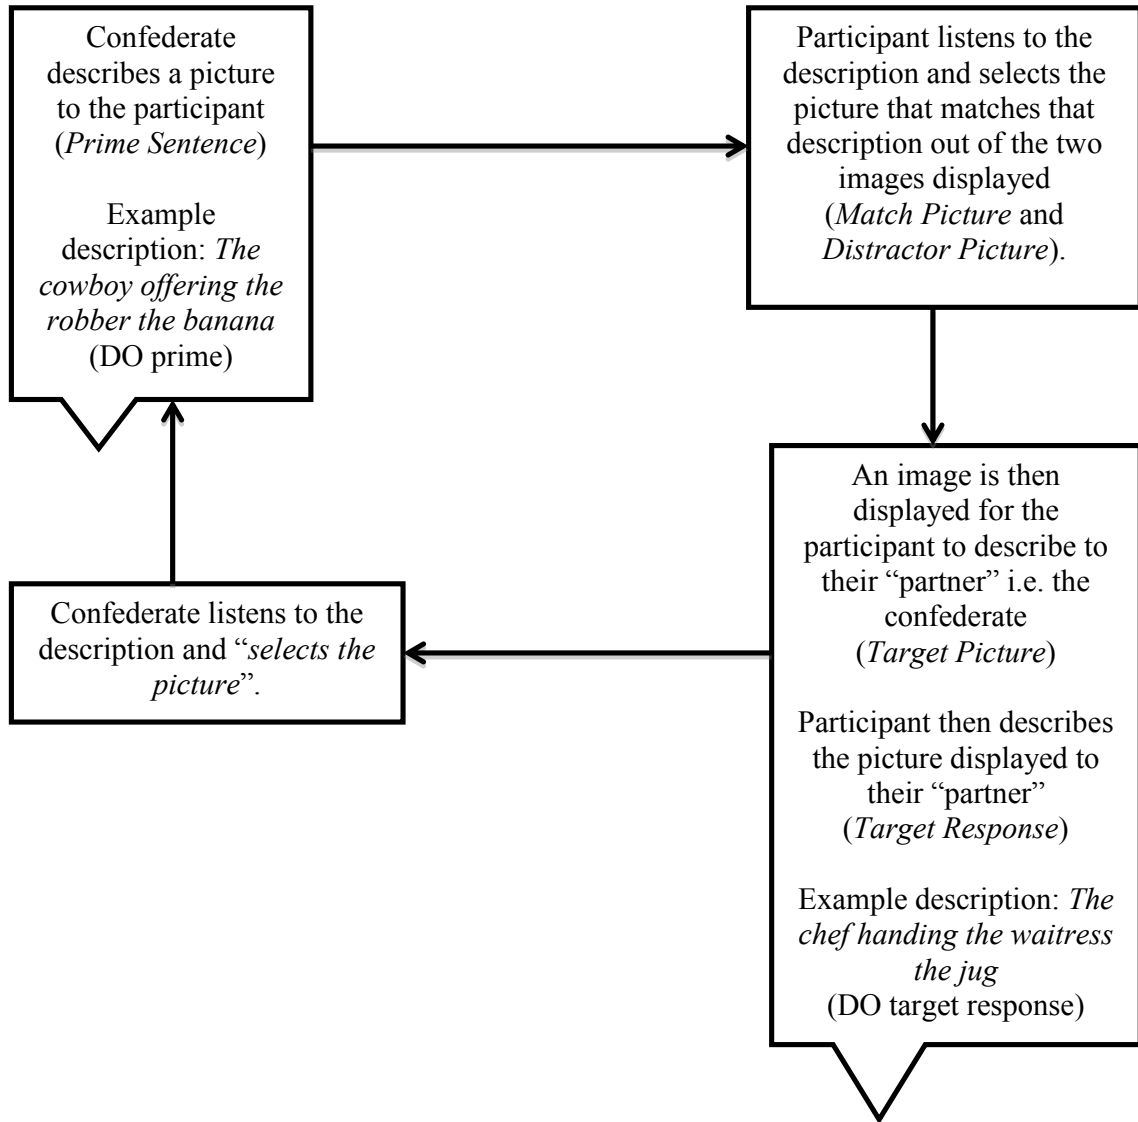 Confederate
describes a picture
to the participant
(Prime Sentence)
Example
description: The
cowboy offering the
robber the banana
(DO prime)
Participant listens to the
description and selects the
picture that matches that
description out of the two
images displayed
(Match Picture and
Distractor Picture).
An image is then
displayed for the
participant to describe to
their “partner” i.e. the
confederate
(Target Picture)
Participant then describes
the picture displayed to
their “partner”
(Target Response)
Example description: The
chef handing the waitress
the jug
(DO target response)
Confederate listens to the
description and “selects the
picture”.